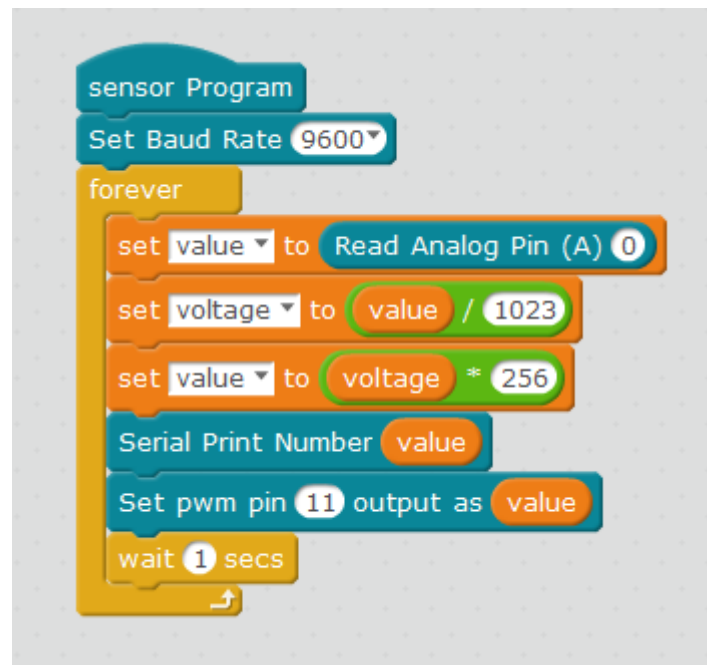 sensor Program
Set Baud Rate 9600
forever
set value to Read Analog Pin (A) 0
set voltage to value / 1023
set value to voltage * 256
Serial Print Number value
Set pwm pin 11 output as value
wait 1 secs